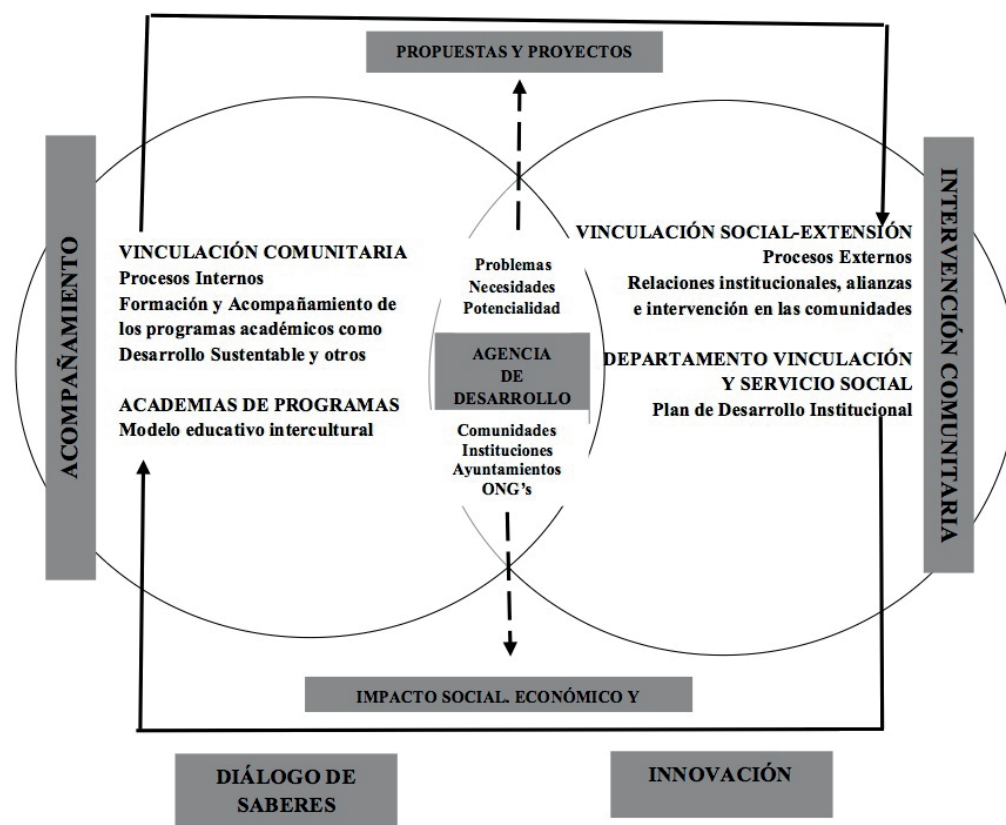 PROPUESTAS Y PROYECTOS
ACOMPAÑAMIENTO
VINCULACIÓN COMUNITARIA
Procesos Internos
Formación y Acompañamiento de
los programas académicos como
Desarrollo Sustentable y otros
ACADEMIAS DE PROGRAMAS
Modelo educativo intercultural
Problemas
Necesidades
Potencialidad
AGENCIA
DE
DESARROLLO
Comunidades
Instituciones
Ayuntamientos
ONG’s
VINCULACIÓN SOCIAL-EXTENSIÓN
Procesos Externos
Relaciones institucionales, alianzas
e intervención en las comunidades
DEPARTAMENTO VINCULACIÓN
Y SERVICIO SOCIAL
Plan de Desarrollo Institucional
INTERVENCIÓN COMUNITARIA
IMPACTO SOCIAL. ECONÓMICO Y
DIÁLOGO DE
SABERES
INNOVACIÓN